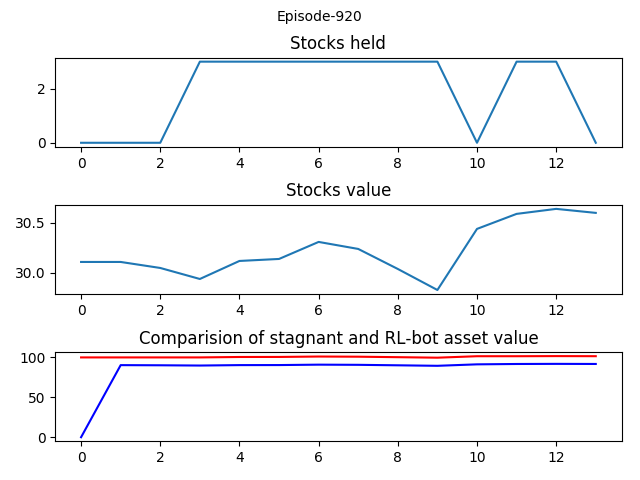 Episode-920
Stocks held
2
0
0 2 4 6 8 10 12
Stocks value
30.5
30.0
0 2 4 6 8 10 12
Comparision of stagnant and RL-bot asset value
100
50
0
0 2 4 6 8 10 12